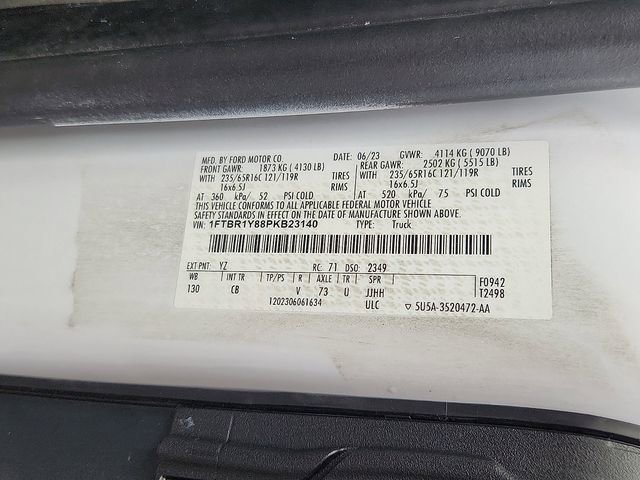 MFD. BY FORD MOTOR CO. DATE: 06/23 GVWR: 4114 KG ( 9070 LB)
FRONT GAWR: 1873 KG ( 4130 LB) REAR GAWR: 2502 KG ( 5515 LB)
WITH 235/65R16C 121/119R TIRES WITH 235/65R16C 121/119R TIRES
16x6.5J RIMS 16x6.5J RIMS
AT 360 kPa/ 52 PSI COLD AT 520 kPa/ 75 PSI COLD
THIS VEHICLE CONFORMS TO ALL APPLICABLE FEDERAL MOTOR VEHICLE
SAFETY STANDARDS IN EFFECT ON THE DATE OF MANUFACTURE SHOWN ABOVE.
VIN: 1FTBR1Y88PKB23140 TYPE: Truck
EXT PNT: YZ RC: 71 DSO: 2349
WB INT TR TP/PS R AXLE TR SPR F0942
130 CB V 73 U JJHH T2498
1202306061634 ULC 5U5A-3520472-AA